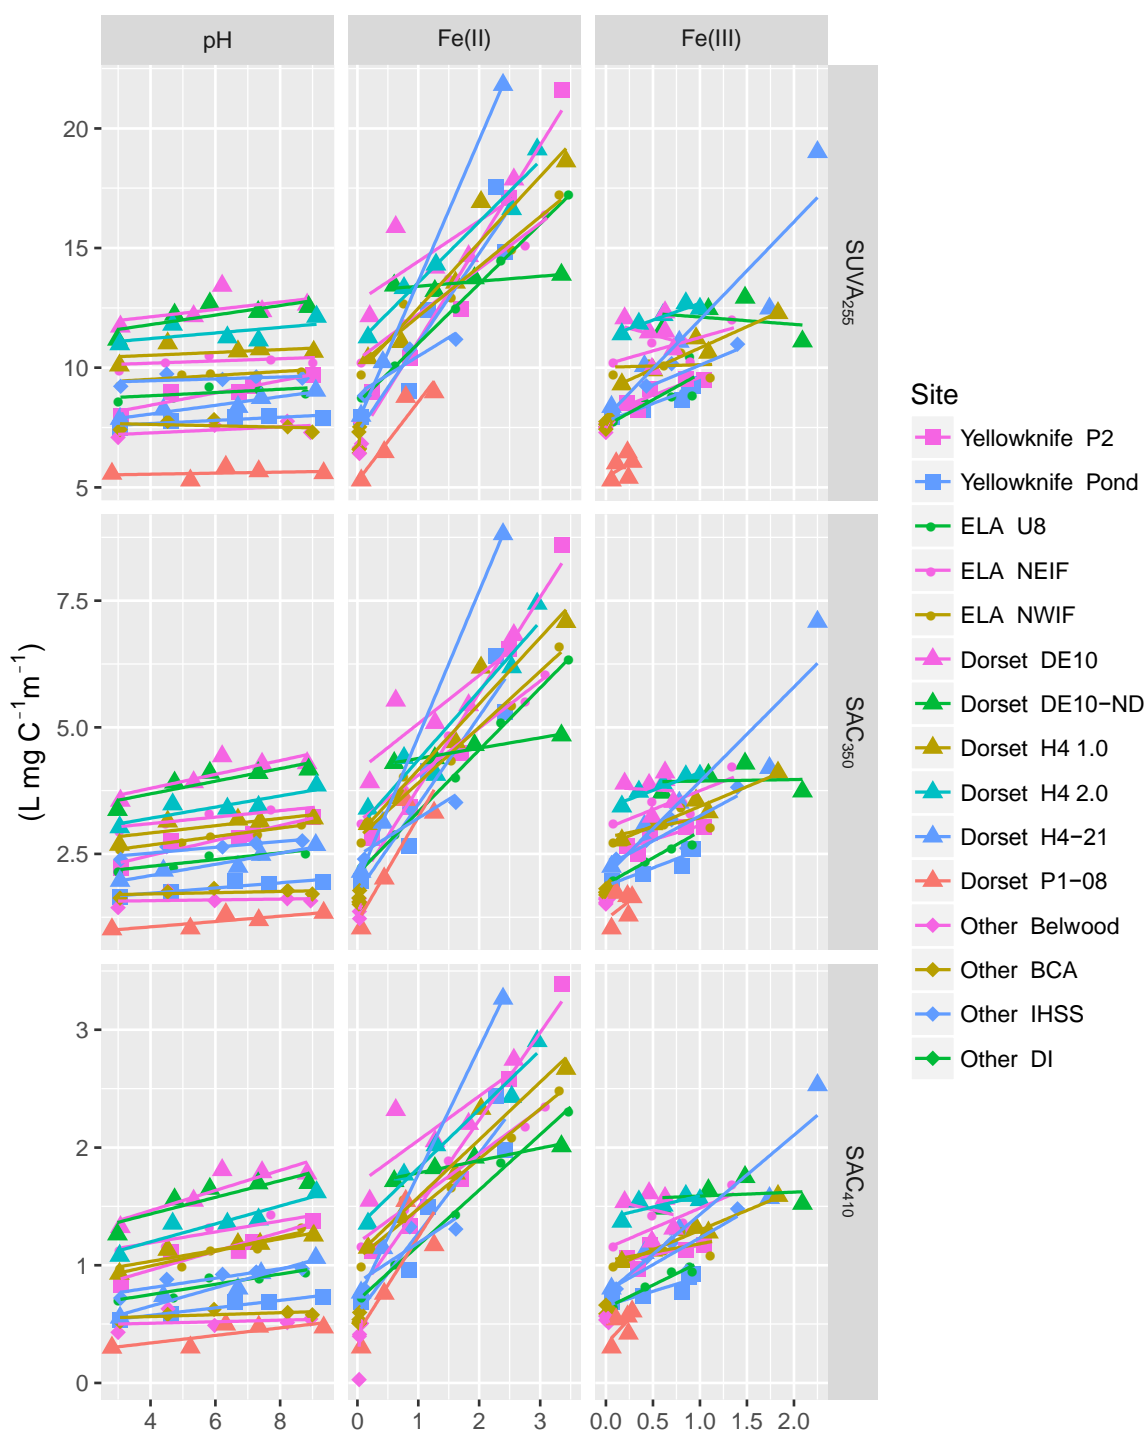 pH Fe(II) Fe(III)
20
15
10
5
SUVA255
7.5
5.0
2.5
SAC350
3
2
1
0
SAC410
(L mg C−1m−1)
4 6 8 0 1 2 3 0.0 0.5 1.0 1.5 2.0
Site
Yellowknife P2
Yellowknife Pond
ELA U8
ELA NEIF
ELA NWIF
Dorset DE10
Dorset DE10−ND
Dorset H4 1.0
Dorset H4 2.0
Dorset H4−21
Dorset P1−08
Other Belwood
Other BCA
Other IHSS
Other DI